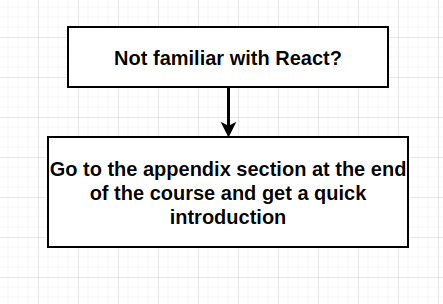 Not familiar with React?
Go to the appendix section at the end
of the course and get a quick
introduction